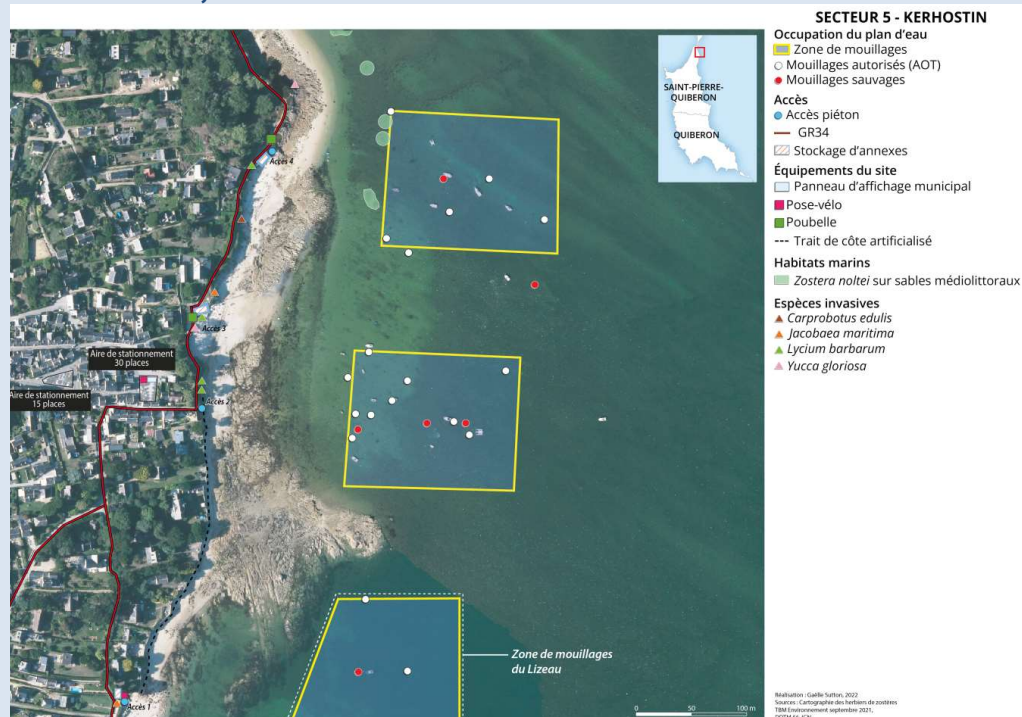 SECTEUR 5 - KERHOSTIN
Occupation du plan d'eau
Zone de mouillages
Mouillages autorisés (AOT)
Mouillages sauvages
Accès
Accès piéton
GR34
Stockage d'annexes
Équipements du site
Panneau d'affichage municipal
Pose-vélo
Poubelle
Trait de côte artificialisé
Habitats marins
Zostera noltei sur sables médiolittoraux
Espèces invasives
Carprobotus edulis
Jacobaea maritima
Lycium barbarum
Yucca gloriosa
SAINT-PIERRE-
QUIBERON
QUIBERON
Accès 4
Accès 3
Aire de stationnement
30 places
Aire de stationnement
15 places
Accès 2
Zone de mouillages
du Lizeau
Accès 1
0 50 100 m
Réalisation : Gaëlle Sutton, 2022
Sources : Cartographie des herbiers de zostères
TBM Environnement septembre 2021,